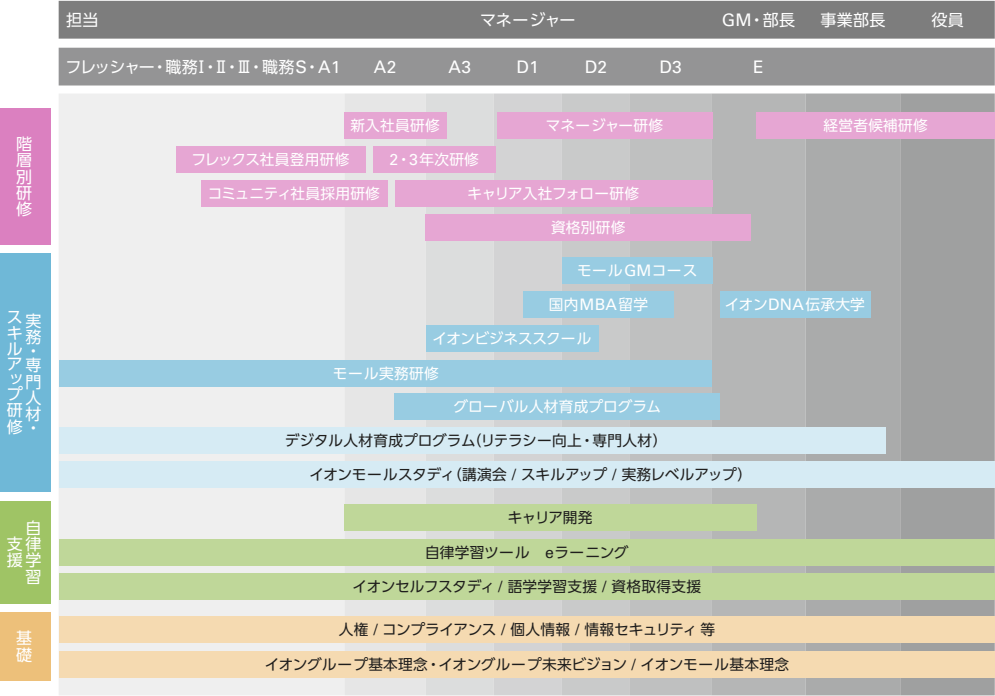 担当 マネージャー GM・部長 事業部長 役員
フレッシャー・職務Ⅰ・Ⅱ・Ⅲ・職務S・A1 A2 A3 D1 D2 D3 E
階層別研修
新入社員研修 マネージャー研修 経営者候補研修
フレックス社員登用研修 2・3年次研修
コミュニティ社員採用研修 キャリア入社フォロー研修
資格別研修
実務・専門人材・
スキルアップ研修
モールGMコース
国内MBA留学 イオンDNA伝承大学
イオンビジネススクール
モール実務研修
グローバル人材育成プログラム
デジタル人材育成プログラム(リテラシー向上・専門人材)
イオンモールスタディ(講演会 / スキルアップ / 実務レベルアップ)
自律学習
支援
キャリア開発
自律学習ツール eラーニング
イオンセルフスタディ / 語学学習支援 / 資格取得支援
基礎
人権 / コンプライアンス / 個人情報 / 情報セキュリティ 等
イオングループ基本理念・イオングループ未来ビジョン / イオンモール基本理念